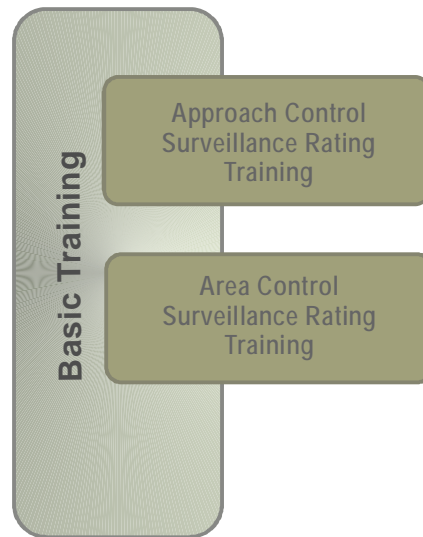 Basic Training
Approach Control
Surveillance Rating
Training
Area Control
Surveillance Rating
Training